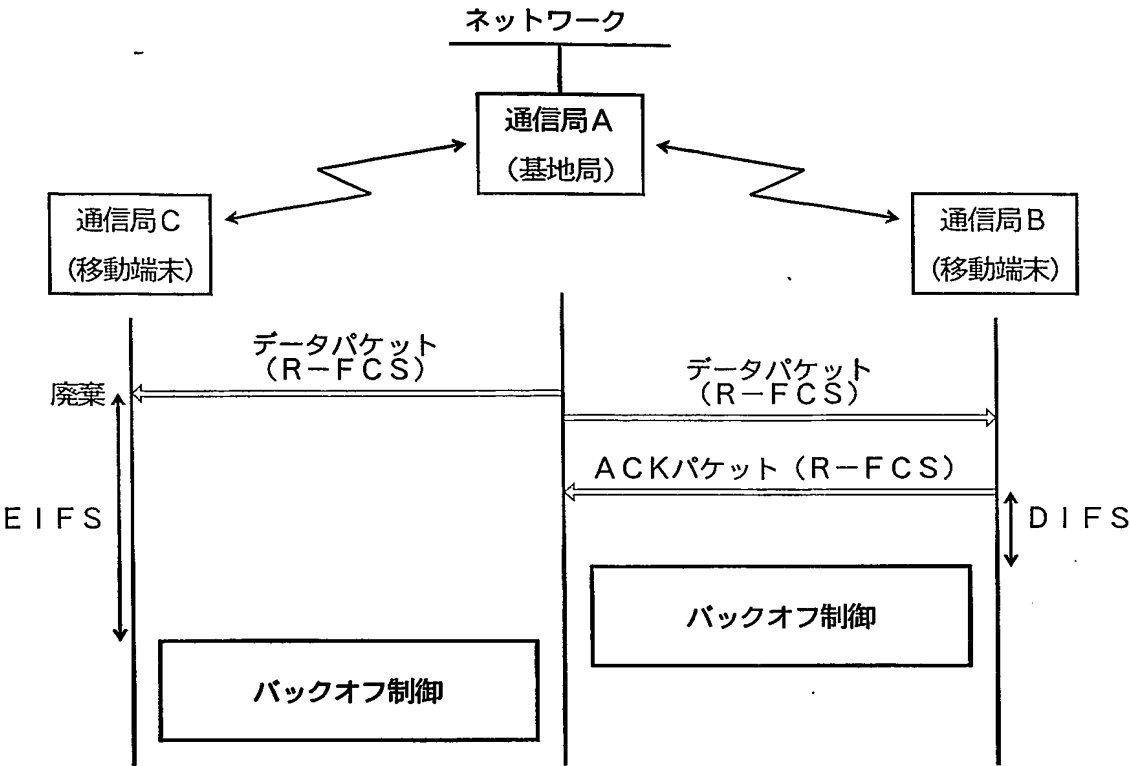 ネットワーク
通信局A
(基地局)
通信局C
(移動端末)
通信局B
(移動端末)
データパケット
(R-FCS)
データパケット
(R-FCS)
廃棄
ACKパケット(R-FCS)
EIFS
DIFS
バックオフ制御
バックオフ制御